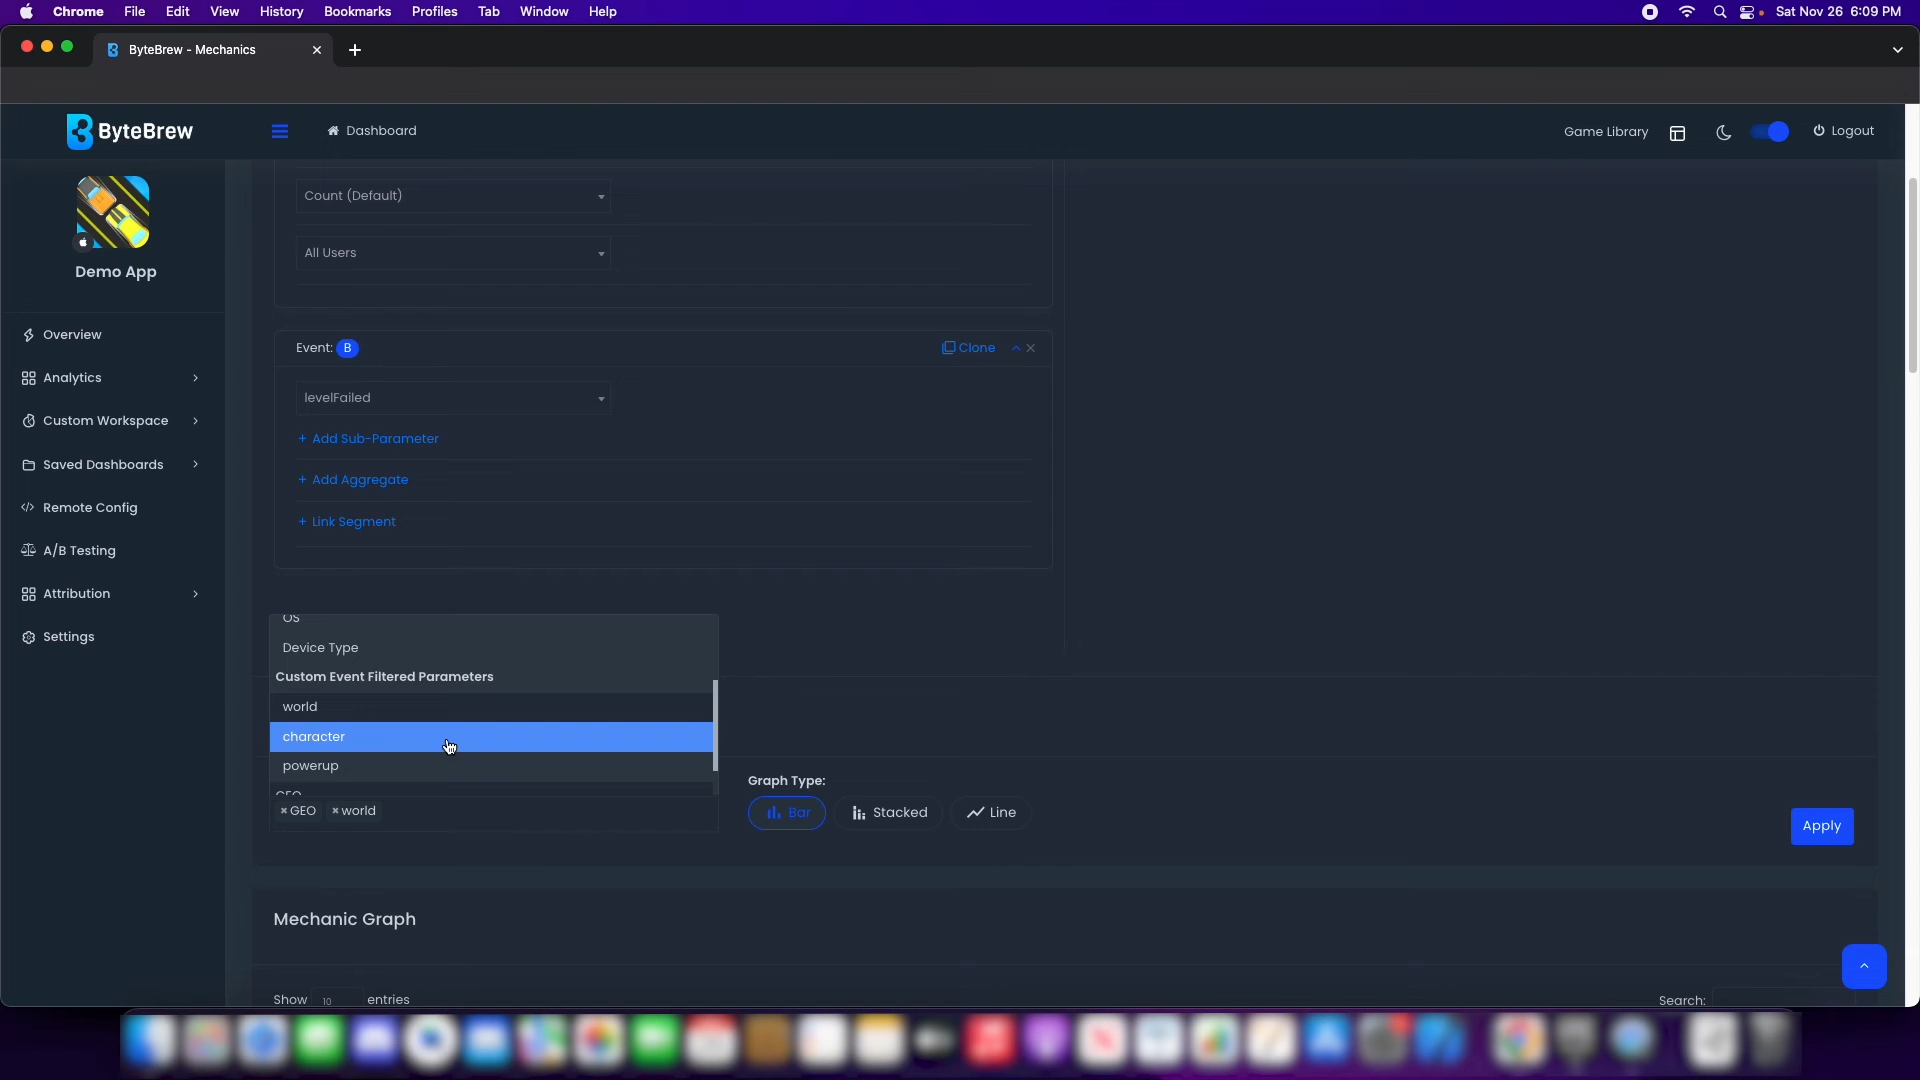 Chrome File Edit View History Bookmarks Profiles Tab Window Help Sat Nov 26 6:09 PM
ByteBrew - Mechanics
ByteBrew Dashboard Game Library Logout
Demo App
Overview
Analytics
Custom Workspace
Saved Dashboards
Remote Config
A/B Testing
Attribution
Settings
Count (Default)
All Users
Event: B Clone
levelFailed
+ Add Sub-Parameter
+ Add Aggregate
+ Link Segment
OS
Device Type
Custom Event Filtered Parameters
world
character
powerup
GEO
× GEO × world
Graph Type:
Bar Stacked Line
Apply
Mechanic Graph
Show 10 entries Search: